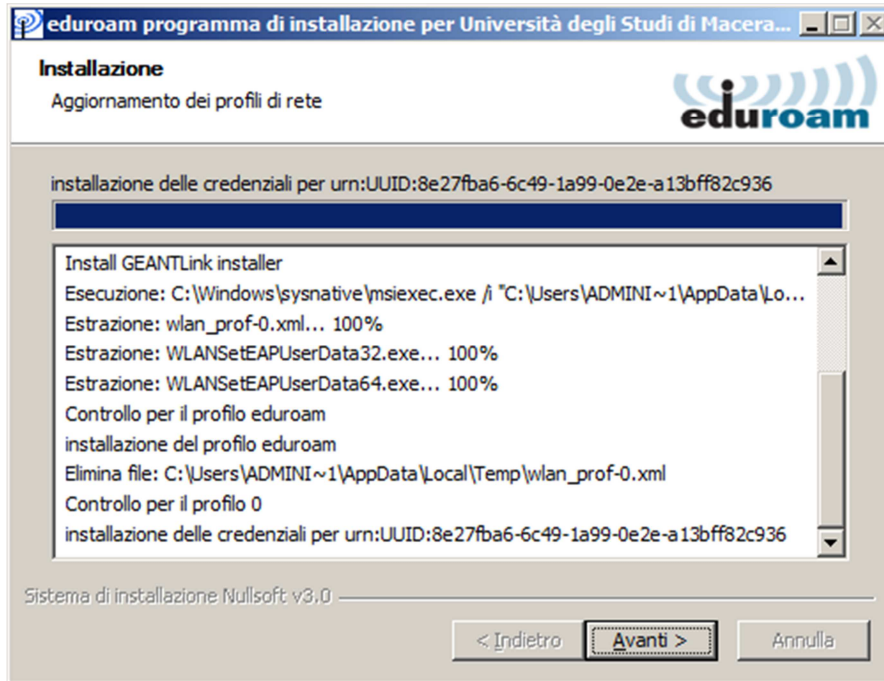 eduroam programma di installazione per Università degli Studi di Macera...
Installazione
Aggiornamento dei profili di rete
eduroam
installazione delle credenziali per urn:UUID:8e27fba6-6c49-1a99-0e2e-a13bff82c936
Install GEANTLink installer
Esecuzione: C:\Windows\sysnative\msiexec.exe /i "C:\Users\ADMINI~1\AppData\Lo...
Estrazione: wlan_prof-0.xml... 100%
Estrazione: WLANSetEAPUserData32.exe... 100%
Estrazione: WLANSetEAPUserData64.exe... 100%
Controllo per il profilo eduroam
installazione del profilo eduroam
Elimina file: C:\Users\ADMINI~1\AppData\Local\Temp\wlan_prof-0.xml
Controllo per il profilo 0
installazione delle credenziali per urn:UUID:8e27fba6-6c49-1a99-0e2e-a13bff82c936
Sistema di installazione Nullsoft v3.0
< Indietro Avanti > Annulla